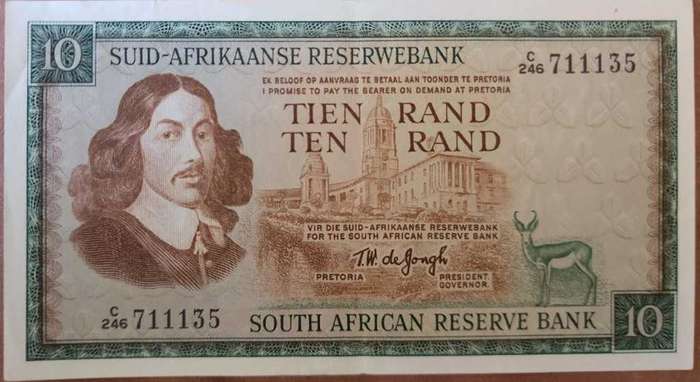 10 SUID-AFRIKAANSE RESERWEBANK C/246 711135
EK BELOOF OP AANVRAAG TE BETAAL AAN TOONDER TE PRETORIA
I PROMISE TO PAY THE BEARER ON DEMAND AT PRETORIA
TIEN RAND
TEN RAND
VIR DIE SUID-AFRIKAANSE RESERWEBANK
FOR THE SOUTH AFRICAN RESERVE BANK
T.W. de Jongh
PRETORIA PRESIDENT
GOVERNOR.
C/246 711135 SOUTH AFRICAN RESERVE BANK 10